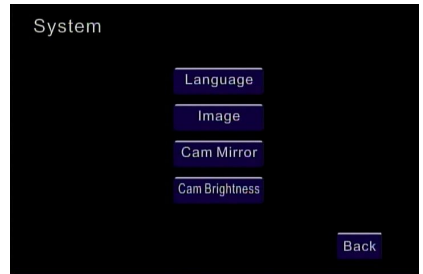 System
Language
Image
Cam Mirror
Cam Brightness
Back